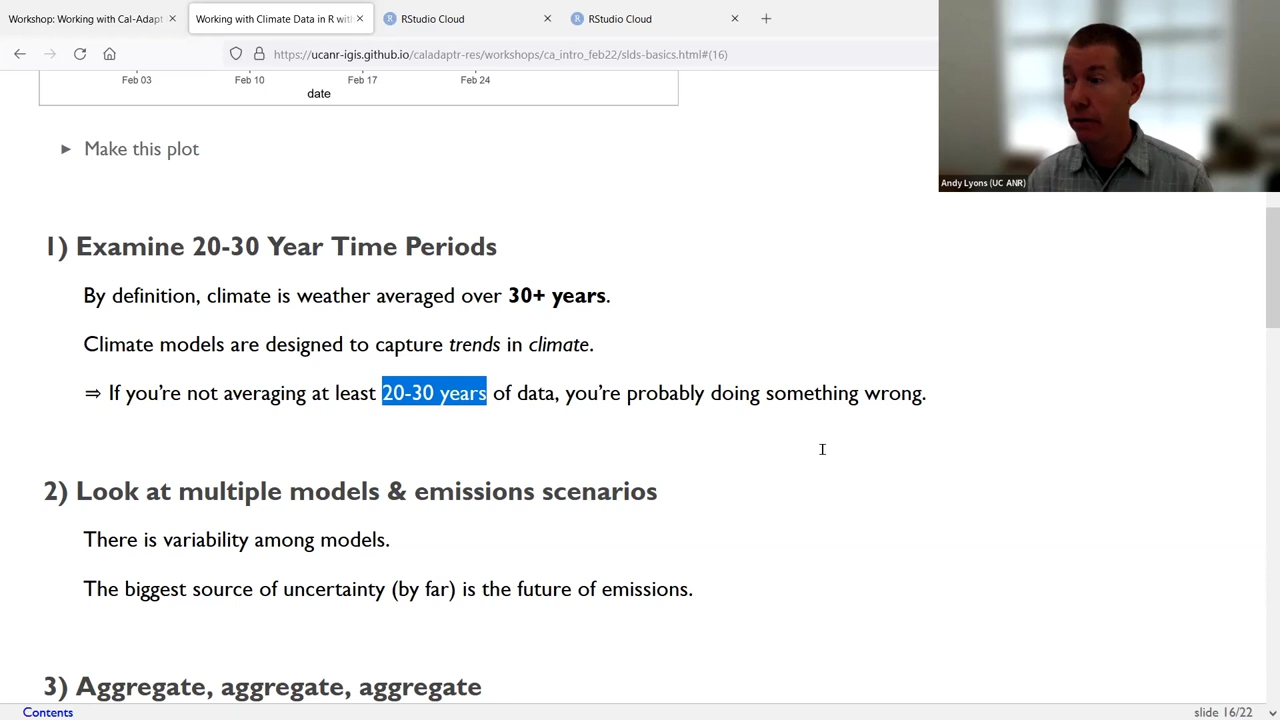 Workshop: Working with Cal-Adapt
Working with Climate Data in R with
RStudio Cloud
RStudio Cloud
https://ucanr-igis.github.io/caladaptr-res/workshops/ca_intro_feb22/slds-basics.html#(16)
Feb 03 Feb 10 Feb 17 Feb 24
date
Make this plot
Andy Lyons (UC ANR)
1) Examine 20-30 Year Time Periods
By definition, climate is weather averaged over 30+ years.
Climate models are designed to capture trends in climate.
⇒ If you're not averaging at least 20-30 years of data, you're probably doing something wrong.
2) Look at multiple models & emissions scenarios
There is variability among models.
The biggest source of uncertainty (by far) is the future of emissions.
3) Aggregate, aggregate, aggregate
Contents
slide 16/22